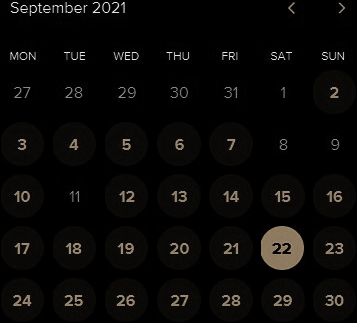 September 2021 < >
MON TUE WED THU FRI SAT SUN
27 28 29 30 31 1 2
3 4 5 6 7 8 9
10 11 12 13 14 15 16
17 18 19 20 21 22 23
24 25 26 27 28 29 30